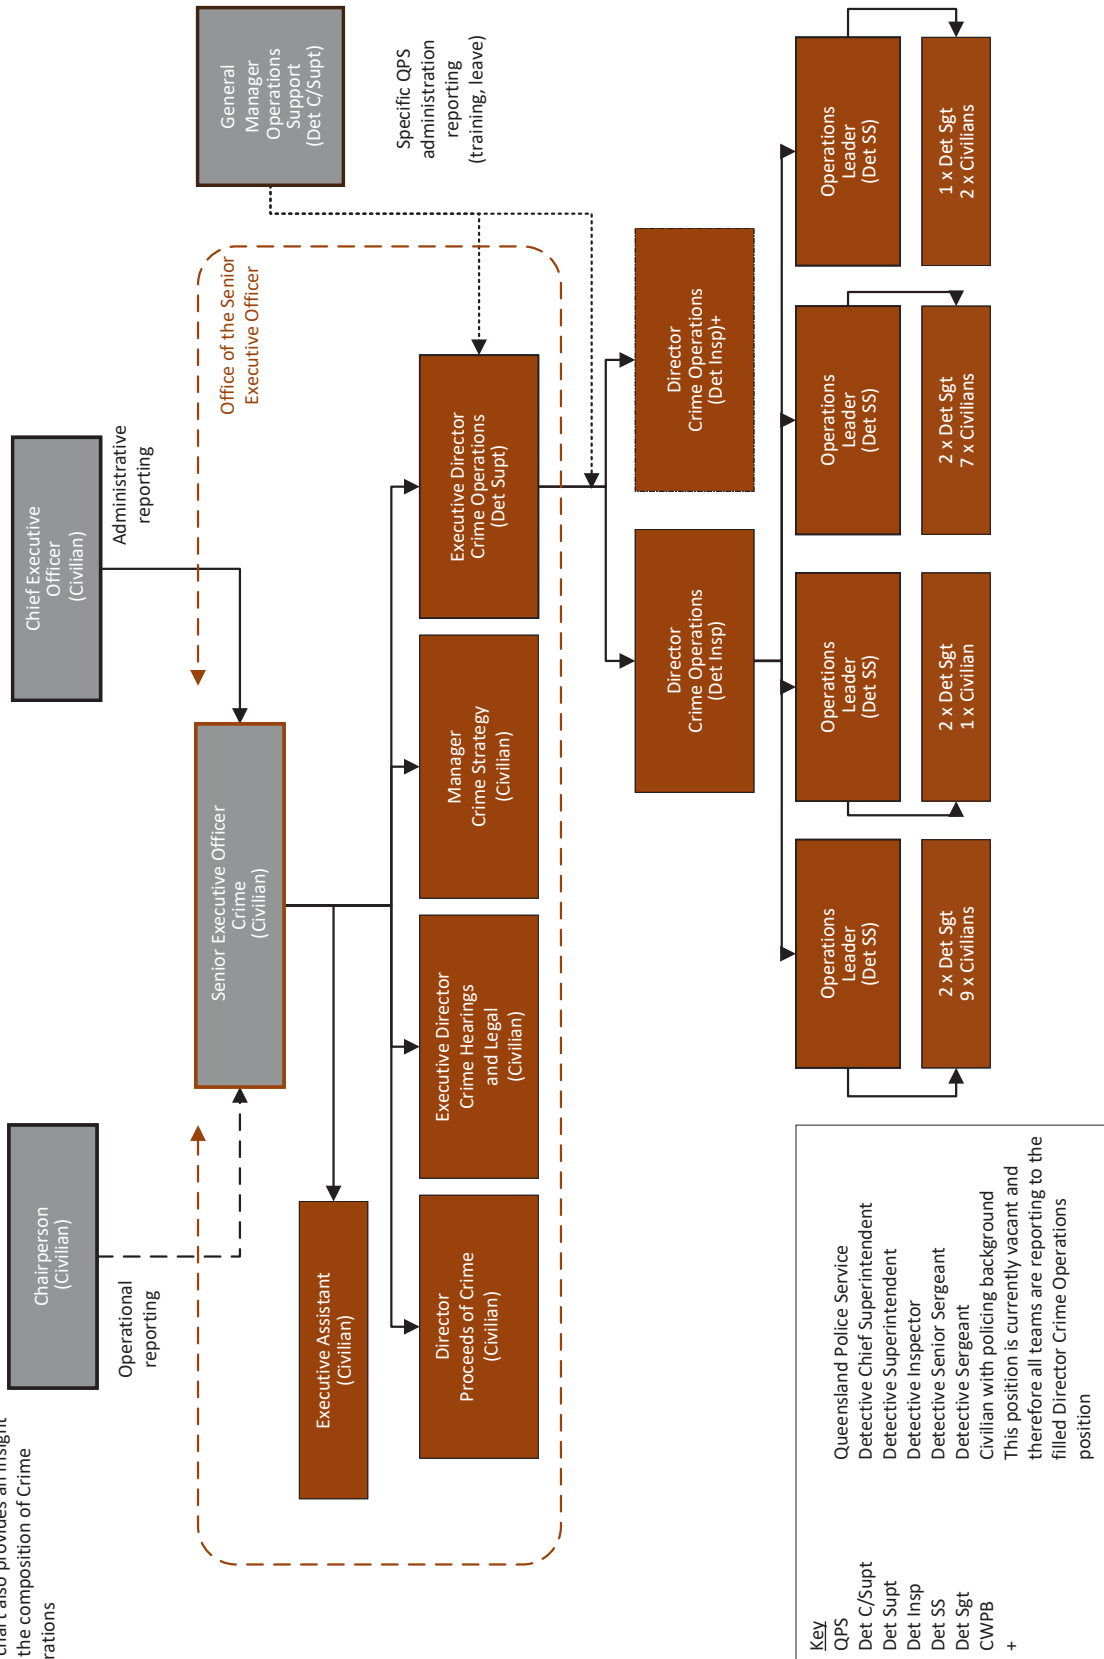 chart also provides an insight
the composition of Crime
rations
Chairperson
(Civilian)
Chief Executive
Officer
(Civilian)
Operational
reporting
Administrative
reporting
Senior Executive Officer
Crime
(Civilian)
Office of the Senior
Executive Officer
General
Manager
Operations
Support
(Det C/Supt)
Specific QPS
administration
reporting
(training, leave)
Executive Assistant
(Civilian)
Director
Proceeds of Crime
(Civilian)
Executive Director
Crime Hearings
and Legal
(Civilian)
Manager
Crime Strategy
(Civilian)
Executive Director
Crime Operations
(Det Supt)
Director
Crime Operations
(Det Insp)
Director
Crime Operations
(Det Insp)+
Operations
Leader
(Det SS)
Operations
Leader
(Det SS)
Operations
Leader
(Det SS)
Operations
Leader
(Det SS)
2 x Det Sgt
9 x Civilians
2 x Det Sgt
1 x Civilian
2 x Det Sgt
7 x Civilians
1 x Det Sgt
2 x Civilians
Key
QPS Queensland Police Service
Det C/Supt Detective Chief Superintendent
Det Supt Detective Superintendent
Det Insp Detective Inspector
Det SS Detective Senior Sergeant
Det Sgt Detective Sergeant
CWPB Civilian with policing background
+ This position is currently vacant and
therefore all teams are reporting to the
filled Director Crime Operations
position